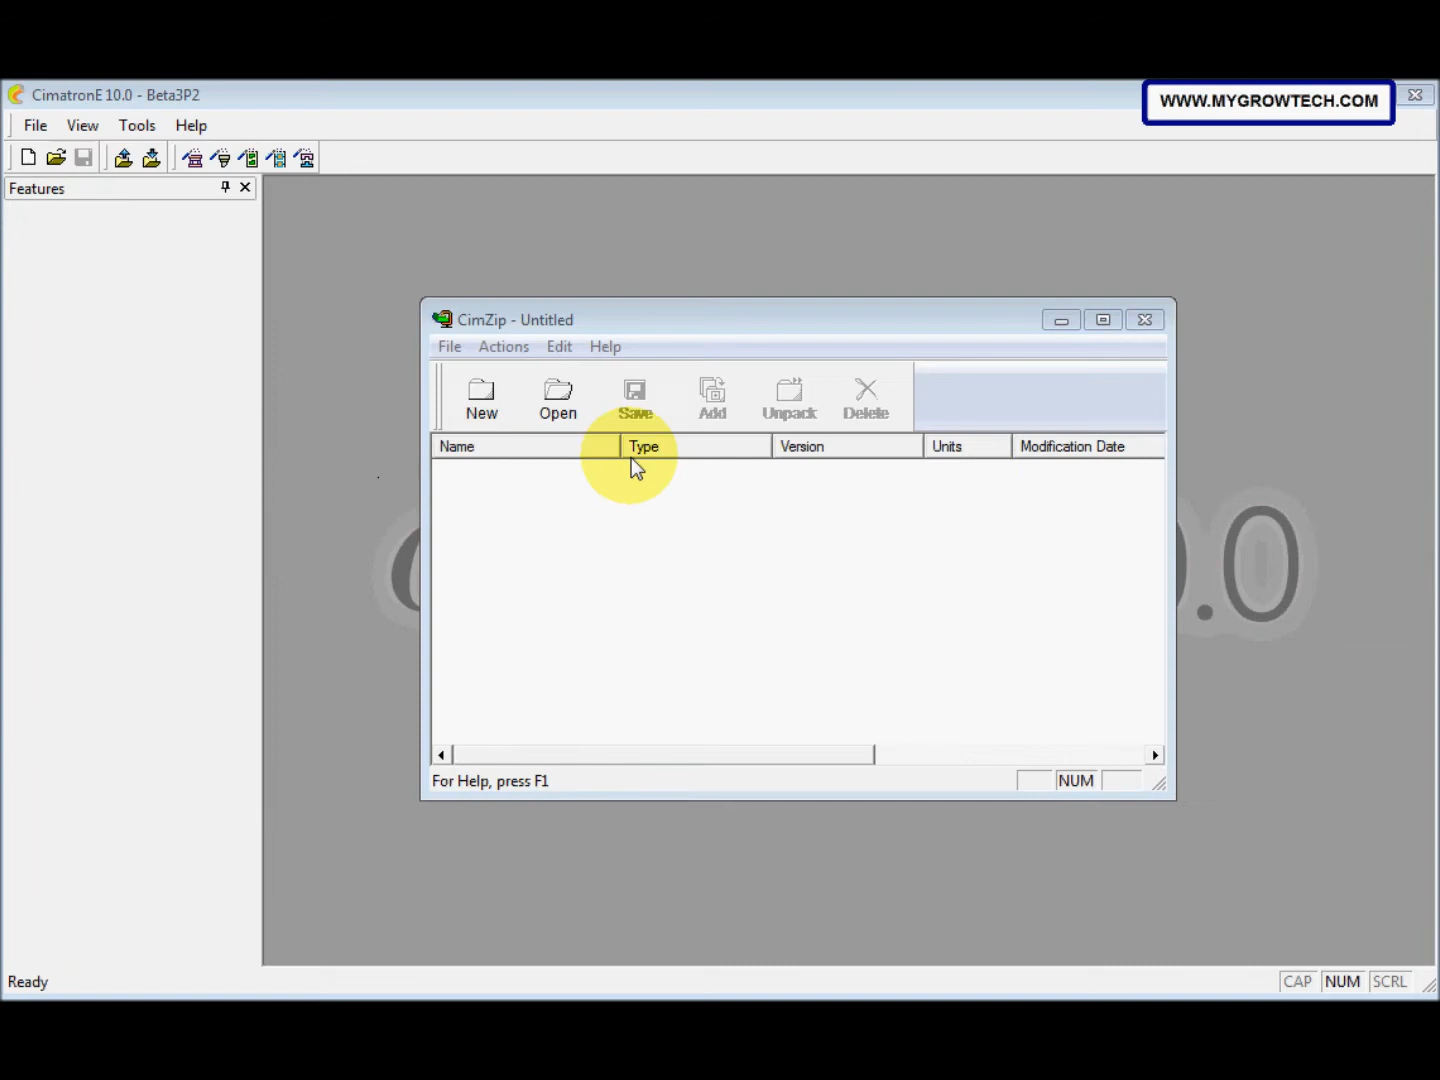 CimatronE 10.0 - Beta3P2
WWW.MYGROWTECH.COM
File View Tools Help
Features
CimZip - Untitled
File Actions Edit Help
New Open Save Add Unpack Delete
Name Type Version Units Modification Date
.0
For Help, press F1 NUM
Ready CAP NUM SCRL